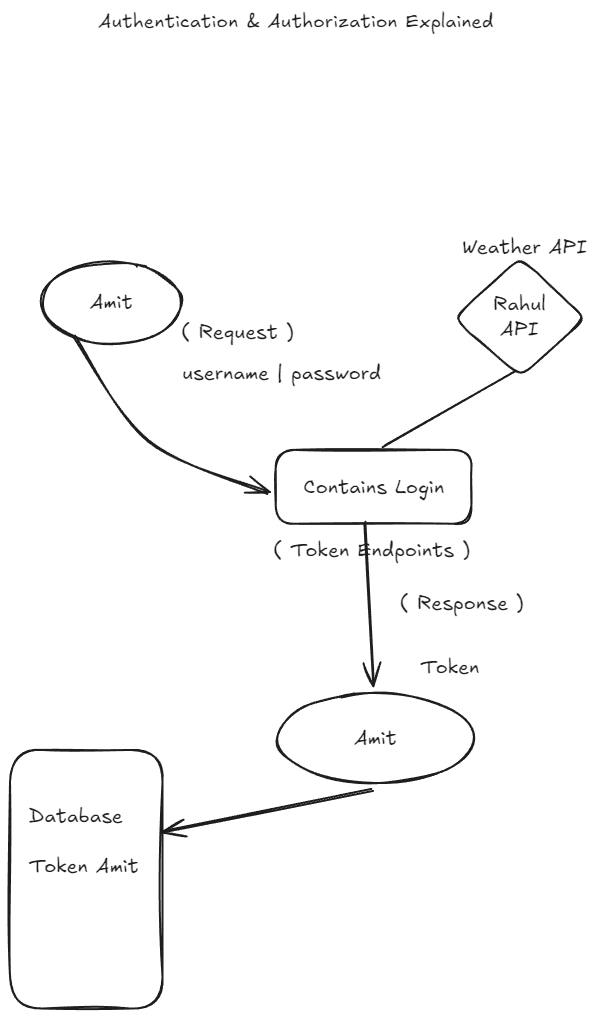 Authentication & Authorization Explained
Weather API
Amit
Rahul
API
( Request )
username | password
Contains Login
( Token Endpoints )
( Response )
Token
Amit
Database
Token Amit